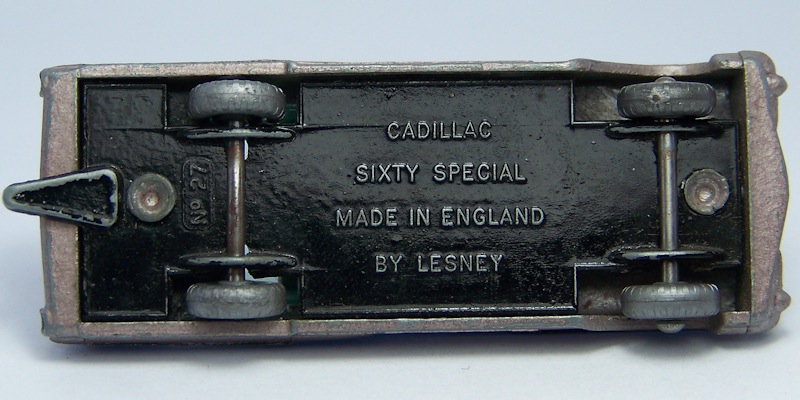 CADILLAC
SIXTY SPECIAL
MADE IN ENGLAND
BY LESNEY
No 27